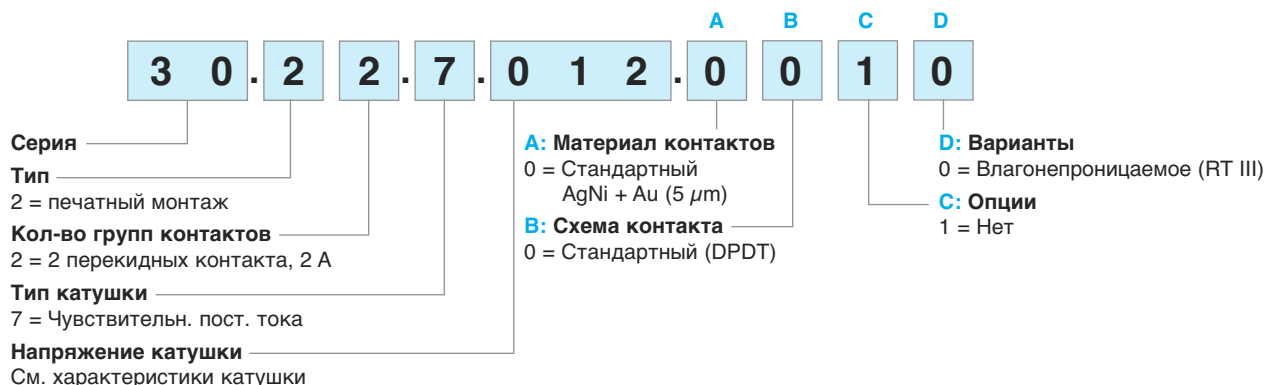 A B C D
3 0 . 2 2 . 7 . 0 1 2 . 0 0 1 0
Серия
Тип
2 = печатный монтаж
Кол-во групп контактов
2 = 2 перекидных контакта, 2 A
Тип катушки
7 = Чувствительн. пост. тока
Напряжение катушки
См. характеристики катушки
A: Материал контактов
0 = Стандартный
AgNi + Au (5 µm)
B: Схема контакта
0 = Стандартный (DPDT)
D: Варианты
0 = Влагонепроницаемое (RT III)
C: Опции
1 = Нет